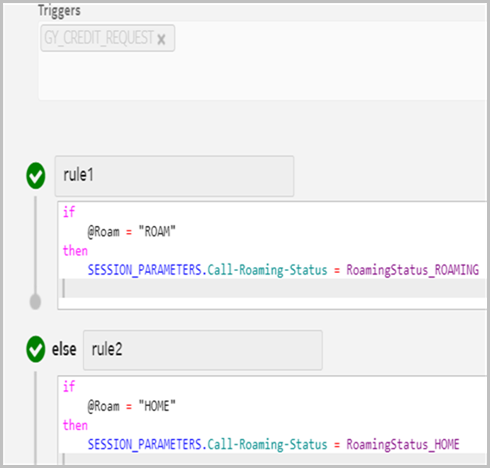 Triggers
GY_CREDIT_REQUEST x
rule1
if
@Roam = "ROAM"
then
SESSION_PARAMETERS.Call-Roaming-Status = RoamingStatus_ROAMING
else rule2
if
@Roam = "HOME"
then
SESSION_PARAMETERS.Call-Roaming-Status = RoamingStatus_HOME